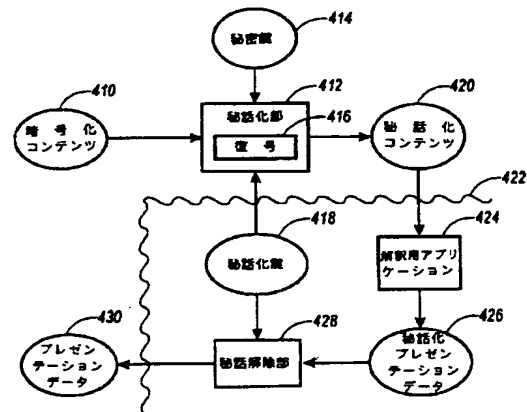 414
秘密鍵
412
420
410
秘話化部
416
暗号化
コンテンツ
復号
秘話化
コンテンツ
422
418
424
秘話化鍵
解釈用アプリ
ケーション
430
428
426
プレゼン
テーション
データ
秘話解除部
秘話化
プレゼン
テーション
データ